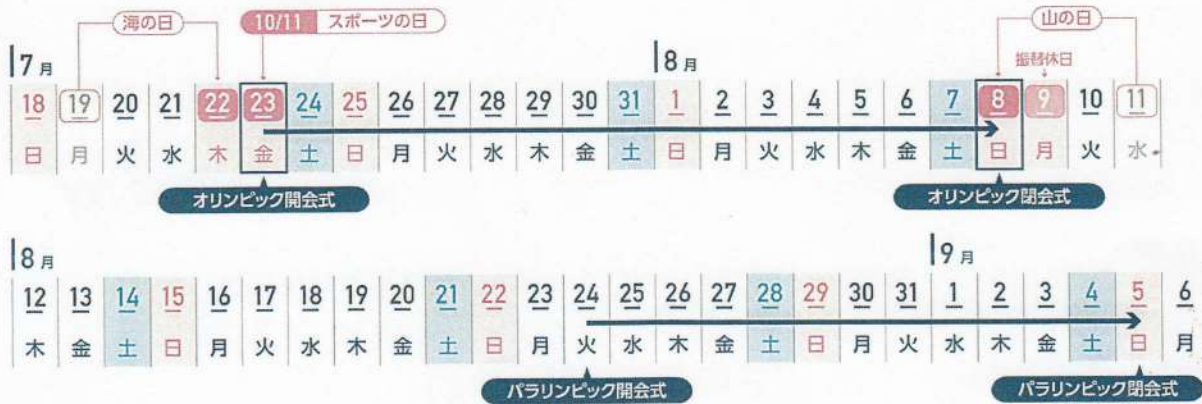 海の日 10/11 スポーツの日 山の日
7月 8月 振替休日
18 19 20 21 22 23 24 25 26 27 28 29 30 31 1 2 3 4 5 6 7 8 9 10 11
日 月 火 水 木 金 土 日 月 火 水 木 金 土 日 月 火 水 木 金 土 日 月 火 水
オリンピック開会式 オリンピック閉会式
8月 9月
12 13 14 15 16 17 18 19 20 21 22 23 24 25 26 27 28 29 30 31 1 2 3 4 5 6
木 金 土 日 月 火 水 木 金 土 日 月 火 水 木 金 土 日 月 火 水 木 金 土 日 月
パラリンピック開会式 パラリンピック閉会式